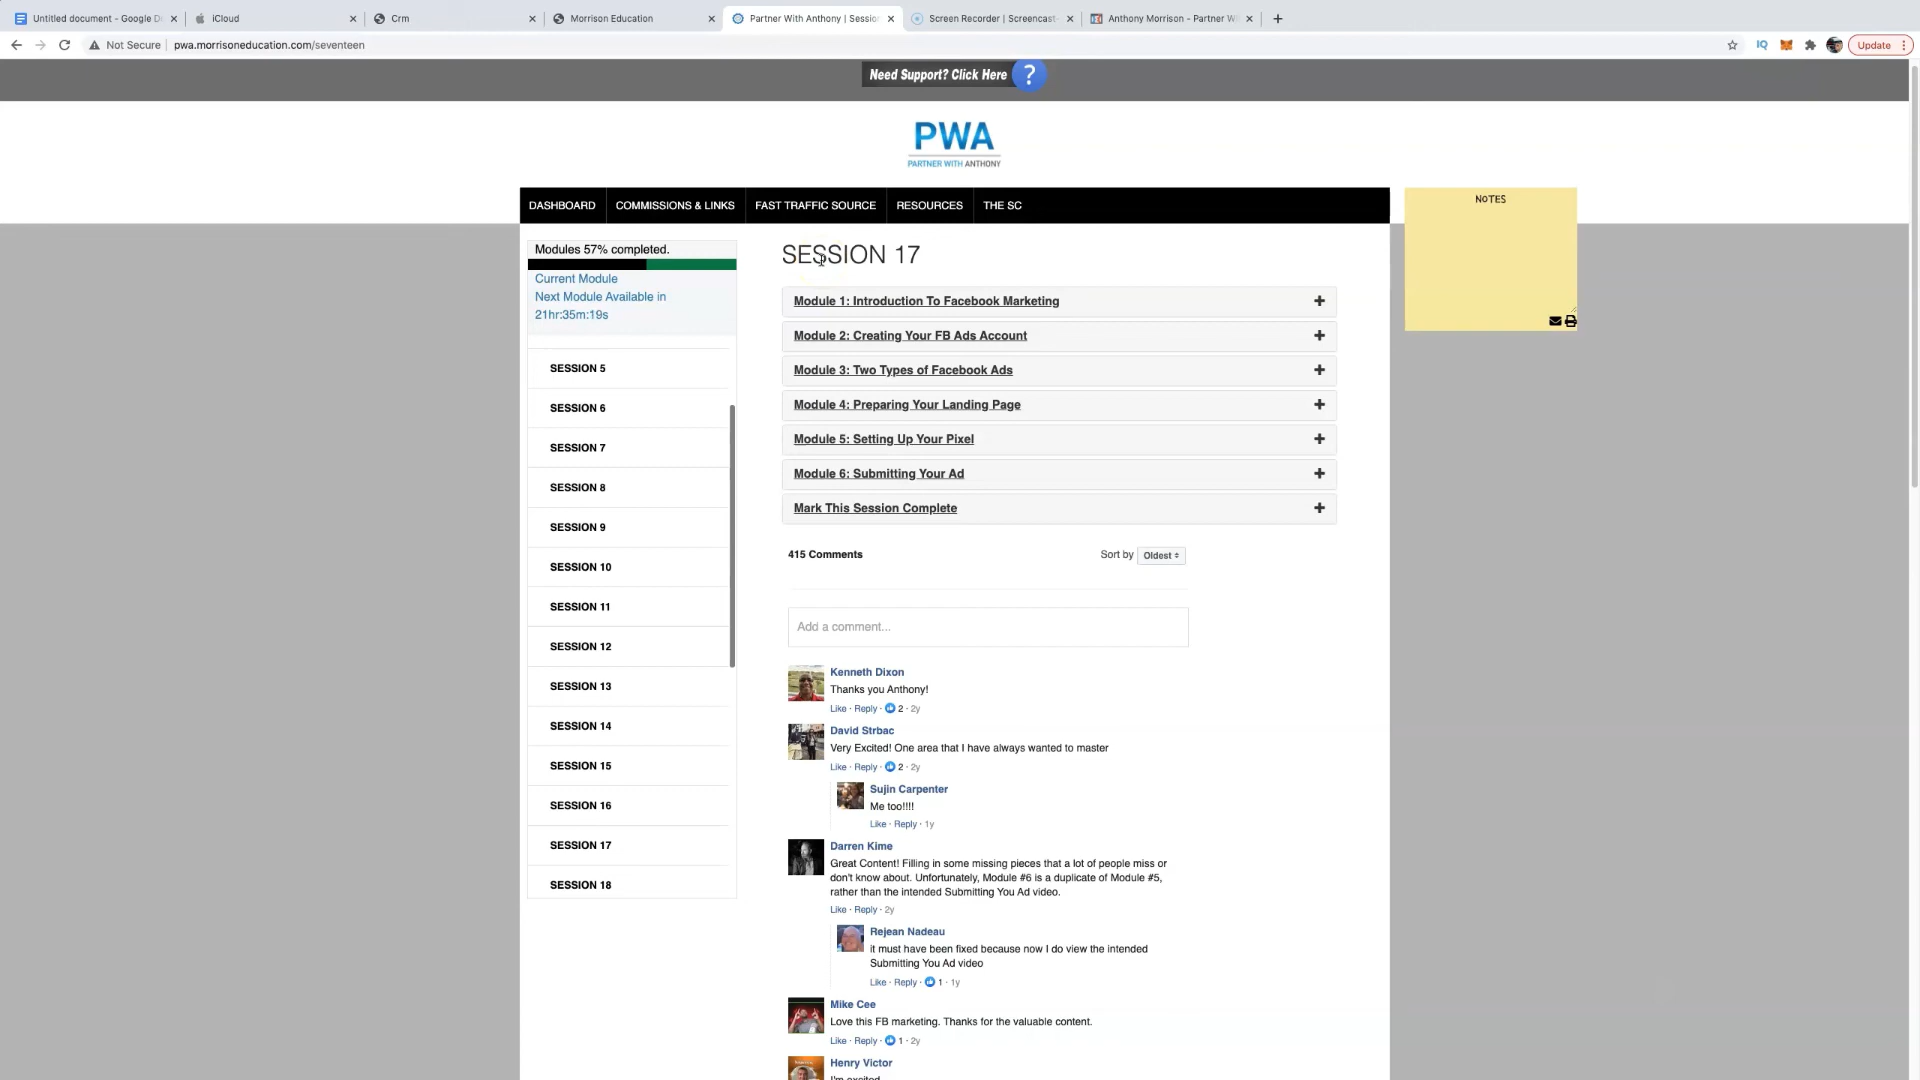 Untitled document - Google D
iCloud
Crm
Morrison Education
Partner With Anthony | Sessio
Screen Recorder | Screencast-
Anthony Morrison - Partner W
Not Secure
pwa.morrisoneducation.com/seventeen
IQ
Update
Need Support? Click Here ?
PWA
PARTNER WITH ANTHONY
DASHBOARD
COMMISSIONS & LINKS
FAST TRAFFIC SOURCE
RESOURCES
THE SC
NOTES
Modules 57% completed.
Current Module
Next Module Available in
21hr:35m:19s
SESSION 5
SESSION 6
SESSION 7
SESSION 8
SESSION 9
SESSION 10
SESSION 11
SESSION 12
SESSION 13
SESSION 14
SESSION 15
SESSION 16
SESSION 17
SESSION 18
SESSION 17
Module 1: Introduction To Facebook Marketing
Module 2: Creating Your FB Ads Account
Module 3: Two Types of Facebook Ads
Module 4: Preparing Your Landing Page
Module 5: Setting Up Your Pixel
Module 6: Submitting Your Ad
Mark This Session Complete
415 Comments
Sort by Oldest
Add a comment...
Kenneth Dixon
Thanks you Anthony!
Like · Reply · 2 · 2y
David Strbac
Very Excited! One area that I have always wanted to master
Like · Reply · 2 · 2y
Sujin Carpenter
Me too!!!!
Like · Reply · 1y
Darren Kime
Great Content! Filling in some missing pieces that a lot of people miss or
don't know about. Unfortunately, Module #6 is a duplicate of Module #5,
rather than the intended Submitting You Ad video.
Like · Reply · 2y
Rejean Nadeau
it must have been fixed because now I do view the intended
Submitting You Ad video
Like · Reply · 1 · 1y
Mike Cee
Love this FB marketing. Thanks for the valuable content.
Like · Reply · 1 · 2y
Henry Victor
I'm excited